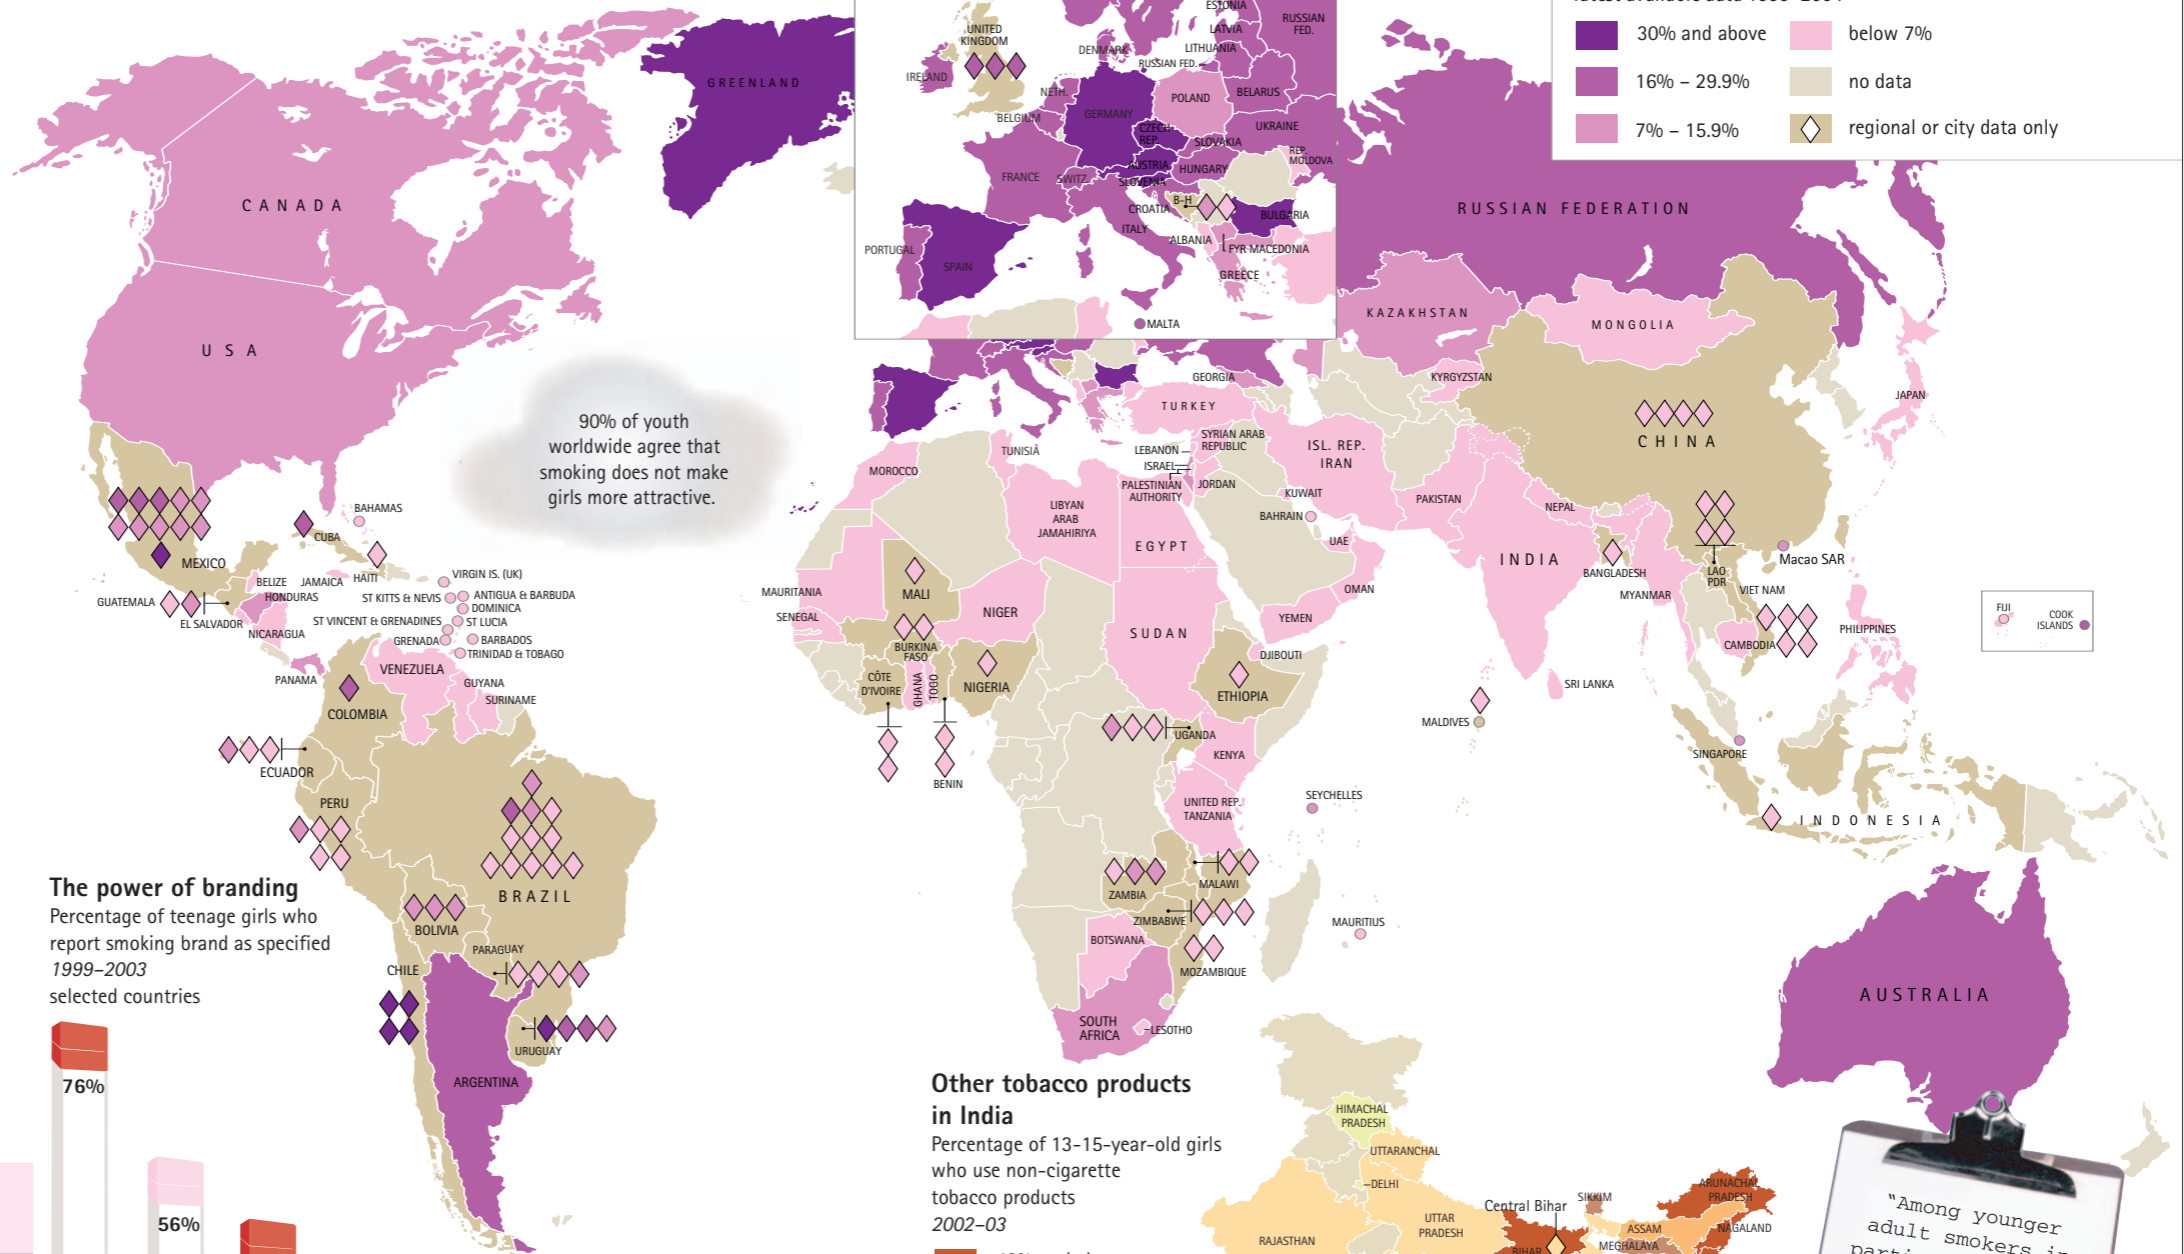 30% and above
16% – 29.9%
7% – 15.9%
below 7%
no data
regional or city data only
GREENLAND
CANADA
USA
MEXICO
CUBA
BAHAMAS
BELIZE
JAMAICA
HAITI
HONDURAS
GUATEMALA
EL SALVADOR
NICARAGUA
PANAMA
VIRGIN IS. (UK)
ST KITTS & NEVIS
ANTIGUA & BARBUDA
DOMINICA
ST VINCENT & GRENADINES
ST LUCIA
GRENADA
BARBADOS
TRINIDAD & TOBAGO
VENEZUELA
GUYANA
SURINAME
COLOMBIA
ECUADOR
PERU
BRAZIL
BOLIVIA
PARAGUAY
CHILE
URUGUAY
ARGENTINA
90% of youth
worldwide agree that
smoking does not make
girls more attractive.
ESTONIA
RUSSIAN
FED.
LATVIA
LITHUANIA
RUSSIAN FED.
UNITED
KINGDOM
DENMARK
IRELAND
NETH.
BELGIUM
GERMANY
POLAND
BELARUS
UKRAINE
CZECH
REP.
SLOVAKIA
REP.
MOLDOVA
AUSTRIA
HUNGARY
FRANCE
SWITZ.
SLOVENIA
B-H
CROATIA
BULGARIA
ITALY
ALBANIA
FYR MACEDONIA
PORTUGAL
SPAIN
GREECE
MALTA
RUSSIAN FEDERATION
KAZAKHSTAN
MONGOLIA
GEORGIA
KYRGYZSTAN
TURKEY
JAPAN
CHINA
SYRIAN ARAB
REPUBLIC
LEBANON
ISRAEL
PALESTINIAN
AUTHORITY
JORDAN
ISL. REP.
IRAN
KUWAIT
BAHRAIN
UAE
OMAN
YEMEN
PAKISTAN
NEPAL
INDIA
BANGLADESH
MYANMAR
LAO
PDR
VIET NAM
Macao SAR
CAMBODIA
PHILIPPINES
SRI LANKA
MALDIVES
SINGAPORE
INDONESIA
FIJI
COOK
ISLANDS
AUSTRALIA
MOROCCO
TUNISIA
LIBYAN
ARAB
JAMAHIRIYA
EGYPT
MAURITANIA
SENEGAL
MALI
NIGER
SUDAN
BURKINA
FASO
CÔTE
D'IVOIRE
GHANA
TOGO
BENIN
NIGERIA
ETHIOPIA
DJIBOUTI
UGANDA
KENYA
UNITED REP.
TANZANIA
SEYCHELLES
ZAMBIA
MALAWI
ZIMBABWE
MOZAMBIQUE
MAURITIUS
BOTSWANA
SOUTH
AFRICA
LESOTHO
The power of branding
Percentage of teenage girls who
report smoking brand as specified
1999–2003
selected countries
76%
56%
Other tobacco products
in India
Percentage of 13-15-year-old girls
who use non-cigarette
tobacco products
2002–03
HIMACHAL
PRADESH
UTTARANCHAL
DELHI
RAJASTHAN
UTTAR
PRADESH
Central Bihar
BIHAR
SIKKIM
ASSAM
MEGHALAYA
ARUNACHAL
PRADESH
NAGALAND
"Among younger
adult smokers in